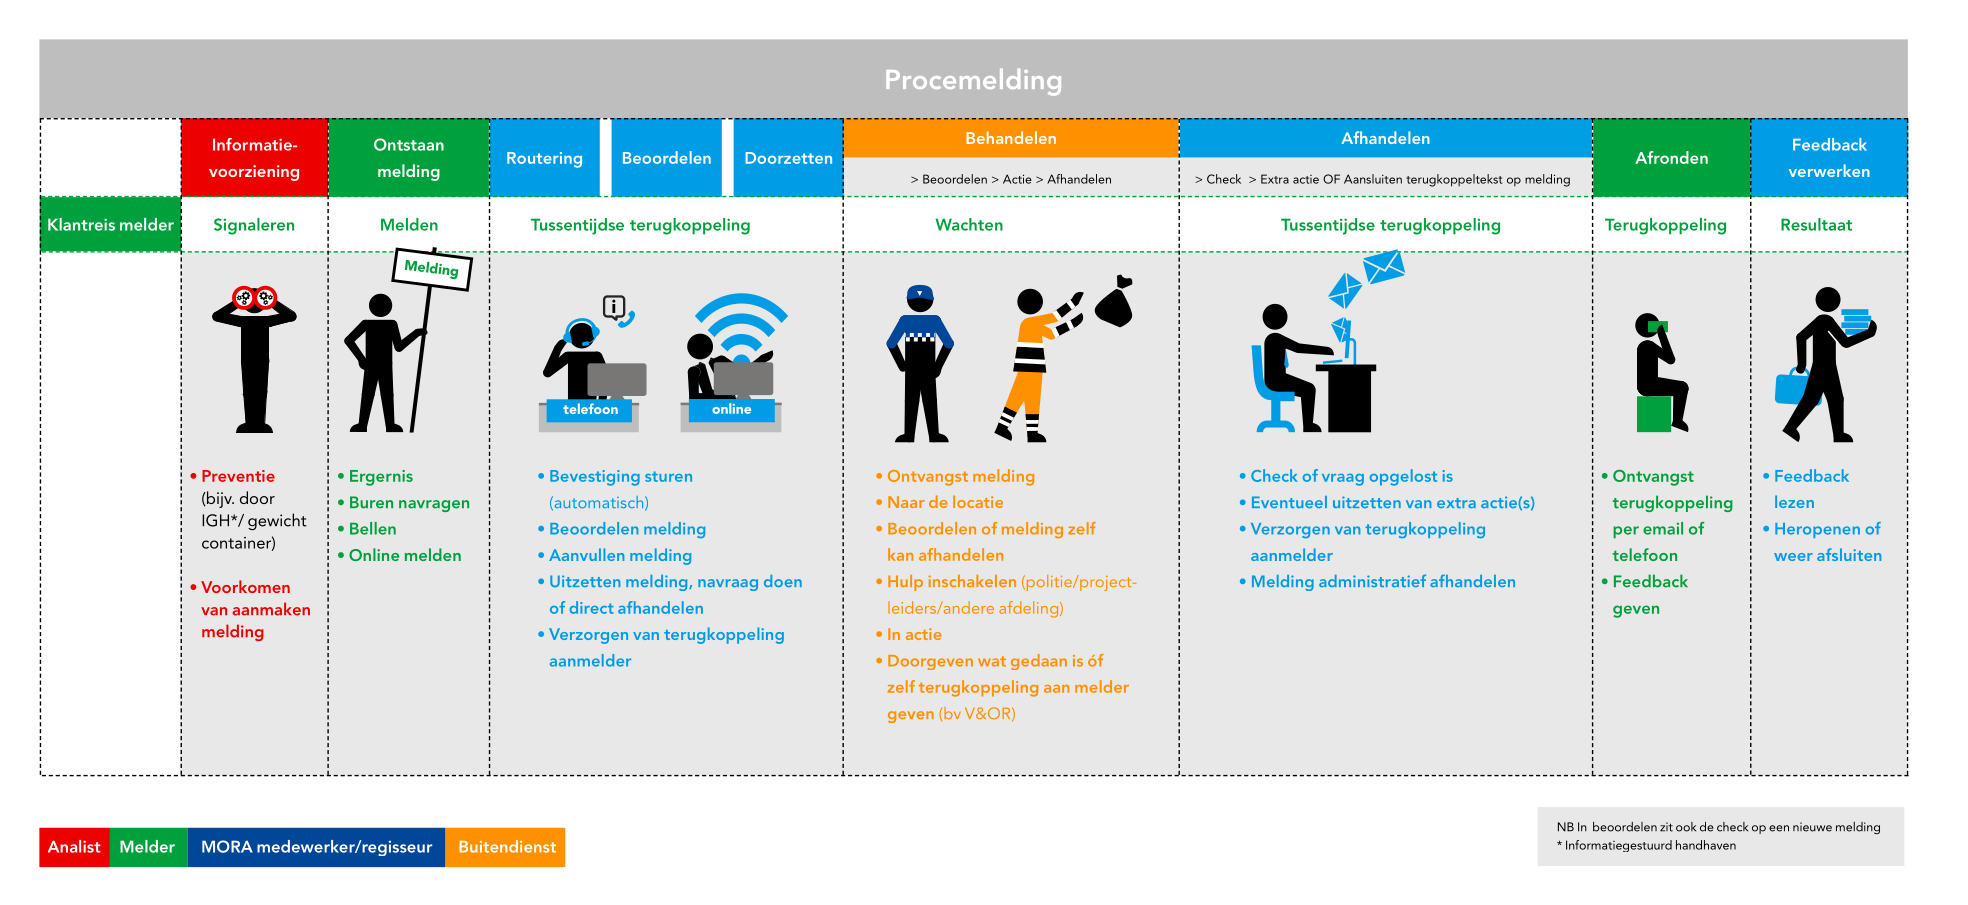 Procemelding
Informatie-
voorziening
Ontstaan
melding
Routering
Beoordelen
Doorzetten
Behandelen
> Beoordelen > Actie > Afhandelen
Afhandelen
> Check > Extra actie OF Aansluiten terugkoppeltekst op melding
Afronden
Feedback
verwerken
Klantreis melder
Signaleren
Melden
Tussentijdse terugkoppeling
Wachten
Tussentijdse terugkoppeling
Terugkoppeling
Resultaat
Melding
i
telefoon
online
• Preventie
(bijv. door
IGH*/ gewicht
container)
• Voorkomen
van aanmaken
melding
• Ergernis
• Buren navragen
• Bellen
• Online melden
• Bevestiging sturen
(automatisch)
• Beoordelen melding
• Aanvullen melding
• Uitzetten melding, navraag doen
of direct afhandelen
• Verzorgen van terugkoppeling
aanmelder
• Ontvangst melding
• Naar de locatie
• Beoordelen of melding zelf
kan afhandelen
• Hulp inschakelen (politie/project-
leiders/andere afdeling)
• In actie
• Doorgeven wat gedaan is óf
zelf terugkoppeling aan melder
geven (bv V&OR)
• Check of vraag opgelost is
• Eventueel uitzetten van extra actie(s)
• Verzorgen van terugkoppeling
aanmelder
• Melding administratief afhandelen
• Ontvangst
terugkoppeling
per email of
telefoon
• Feedback
geven
• Feedback
lezen
• Heropenen of
weer afsluiten
Analist
Melder
MORA medewerker/regisseur
Buitendienst
NB In beoordelen zit ook de check op een nieuwe melding
* Informatiegestuurd handhaven